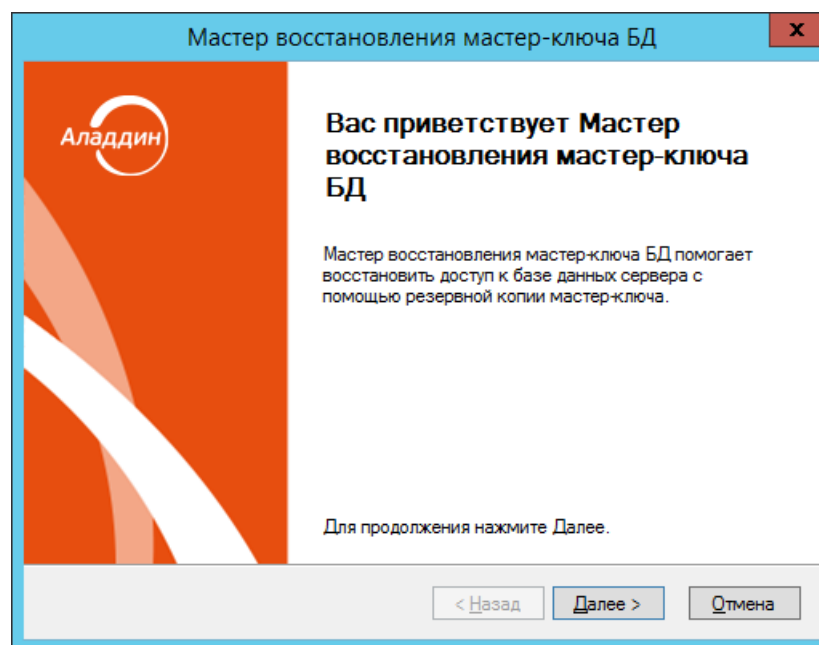 Мастер восстановления мастер-ключа БД
x
Аладдин
Вас приветствует Мастер
восстановления мастер-ключа
БД
Мастер восстановления мастер-ключа БД помогает
восстановить доступ к базе данных сервера с
помощью резервной копии мастер-ключа.
Для продолжения нажмите Далее.
< Назад Далее > Отмена